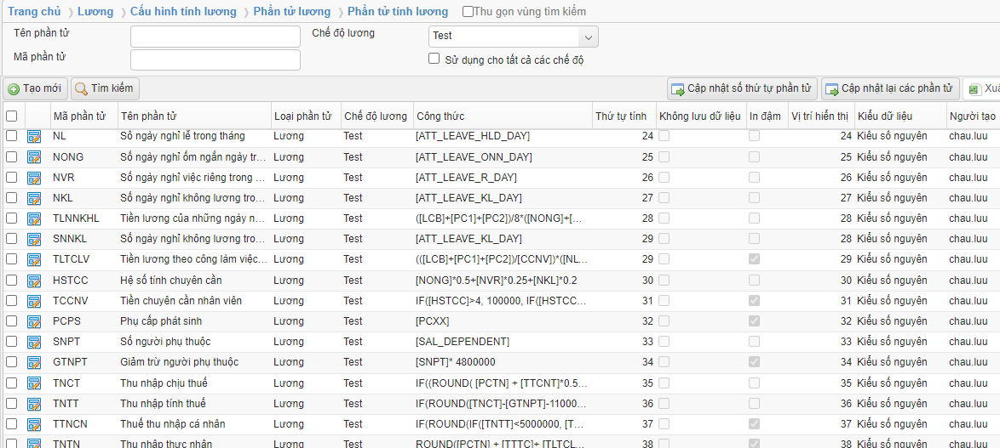 Trang chủ Lương Cấu hình tính lương Phần tử lương Phần tử tính lương Thu gọn vùng tìm kiếm
Tên phần tử Chế độ lương Test
Mã phần tử Sử dụng cho tất cả các chế độ
Tạo mới Tìm kiếm Cập nhật số thứ tự phần tử Cập nhật lại các phần tử
Mã phần tử Tên phần tử Loại phần tử Chế độ lương Công thức Thứ tự tính Không lưu dữ liệu In đậm Vị trí hiển thị Kiểu dữ liệu Người tạo
NL Số ngày nghỉ lễ trong tháng Lương Test [ATT_LEAVE_HLD_DAY] 24 24 Kiểu số nguyên chau.luu
NONG Số ngày nghỉ ốm ngắn ngày tr... Lương Test [ATT_LEAVE_ONN_DAY] 25 25 Kiểu số nguyên chau.luu
NVR Số ngày nghỉ việc riêng trong ... Lương Test [ATT_LEAVE_R_DAY] 26 26 Kiểu số nguyên chau.luu
NKL Số ngày nghỉ không lương tro... Lương Test [ATT_LEAVE_KL_DAY] 27 27 Kiểu số nguyên chau.luu
TLNNKHL Tiền lương của những ngày n... Lương Test ([LCB]+[PC1]+[PC2])/8*([NONG]+[... 28 28 Kiểu số nguyên chau.luu
SNNKL Số ngày nghỉ không lương tro... Lương Test [ATT_LEAVE_KL_DAY] 29 28 Kiểu số nguyên chau.luu
TLTCLV Tiền lương theo công làm việc... Lương Test (([LCB]+[PC1]+[PC2])/[CCNV])*([NL... 29 29 Kiểu số nguyên chau.luu
HSTCC Hệ số tính chuyên cần Lương Test [NONG]*0.5+[NVR]*0.25+[NKL]*0.2 30 30 Kiểu số nguyên chau.luu
TCCNV Tiền chuyên cần nhân viên Lương Test IF([HSTCC]>4, 100000, IF([HSTCC... 31 31 Kiểu số nguyên chau.luu
PCPS Phụ cấp phát sinh Lương Test [PCXX] 32 32 Kiểu số nguyên chau.luu
SNPT Số người phụ thuộc Lương Test [SAL_DEPENDENT] 33 33 Kiểu số nguyên chau.luu
GTNPT Giảm trừ người phụ thuộc Lương Test [SNPT]* 4800000 34 34 Kiểu số nguyên chau.luu
TNCT Thu nhập chịu thuế Lương Test IF((ROUND( [PCTN] + [TTCNT]*0.5... 35 35 Kiểu số nguyên chau.luu
TNTT Thu nhập tính thuế Lương Test IF(ROUND([TNCT]-[GTNPT]-11000... 36 36 Kiểu số nguyên chau.luu
TTNCN Thuế thu nhập cá nhân Lương Test IF(ROUND(IF([TNTT]<5000000, [T... 37 37 Kiểu số nguyên chau.luu
TNTN Thu nhập thực nhận Lương Test ROUND([PCTN] + [TTTC]+ [TLTCL... 38 38 Kiểu số nguyên chau.luu